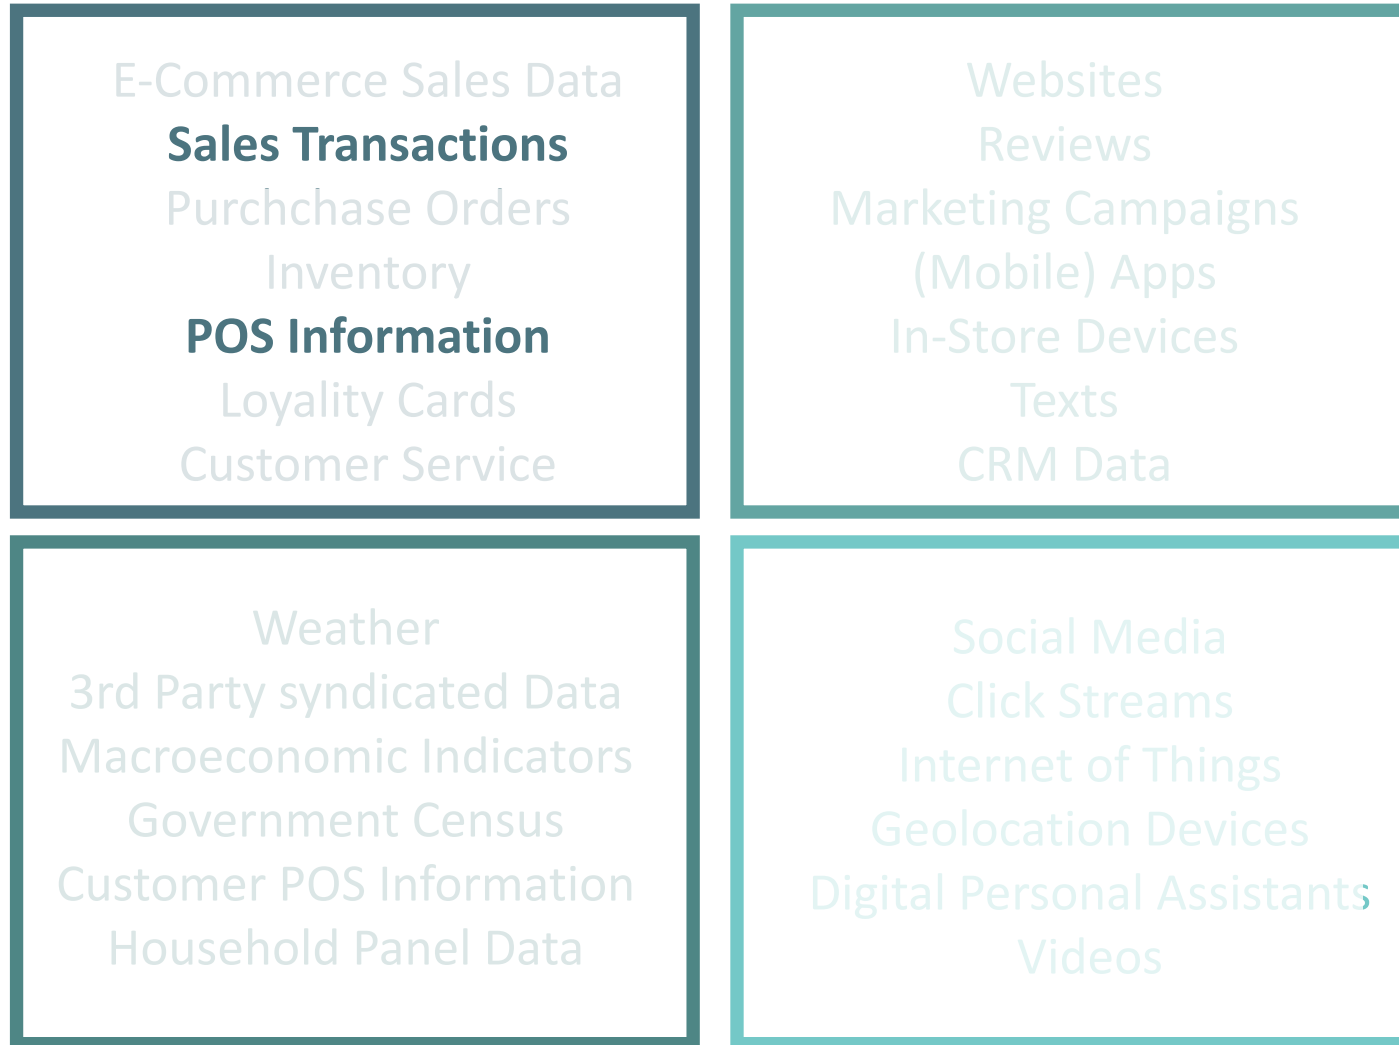 E-Commerce Sales Data
Sales Transactions
Purchchase Orders
Inventory
POS Information
Loyality Cards
Customer Service
Websites
Reviews
Marketing Campaigns
(Mobile) Apps
In-Store Devices
Texts
CRM Data
Weather
3rd Party syndicated Data
Macroeconomic Indicators
Government Census
Customer POS Information
Household Panel Data
Social Media
Click Streams
Internet of Things
Geolocation Devices
Digital Personal Assistants
Videos